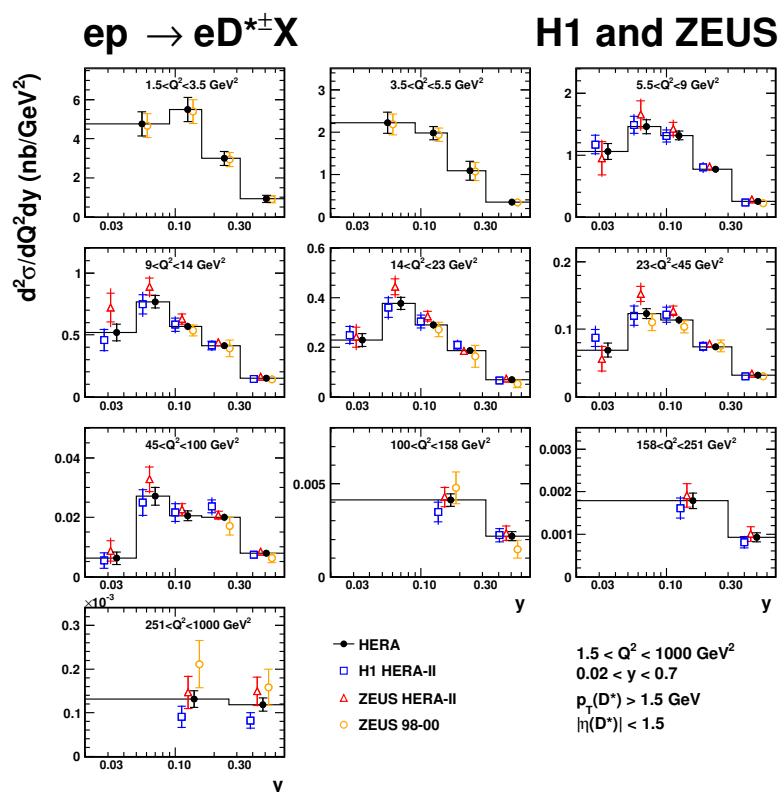 ep → eD*±X H1 and ZEUS
d²σ/dQ²dy (nb/GeV²)
1.5<Q²<3.5 GeV²
3.5<Q²<5.5 GeV²
5.5<Q²<9 GeV²
6
4
2
0
3
2
1
0
2
1
0
0.03 0.10 0.30
0.03 0.10 0.30
0.03 0.10 0.30
9<Q²<14 GeV²
14<Q²<23 GeV²
23<Q²<45 GeV²
1
0.5
0
0.6
0.4
0.2
0
0.2
0.1
0
0.03 0.10 0.30
0.03 0.10 0.30
0.03 0.10 0.30
45<Q²<100 GeV²
100<Q²<158 GeV²
158<Q²<251 GeV²
0.04
0.02
0
0.005
0
0.003
0.002
0.001
0
0.03 0.10 0.30
0.03 0.10 0.30
0.03 0.10 0.30
y
y
×10⁻³
251<Q²<1000 GeV²
0.3
0.2
0.1
0
0.03 0.10 0.30
y
HERA
H1 HERA-II
ZEUS HERA-II
ZEUS 98-00
1.5 < Q² < 1000 GeV²
0.02 < y < 0.7
p_T(D*) > 1.5 GeV
|η(D*)| < 1.5